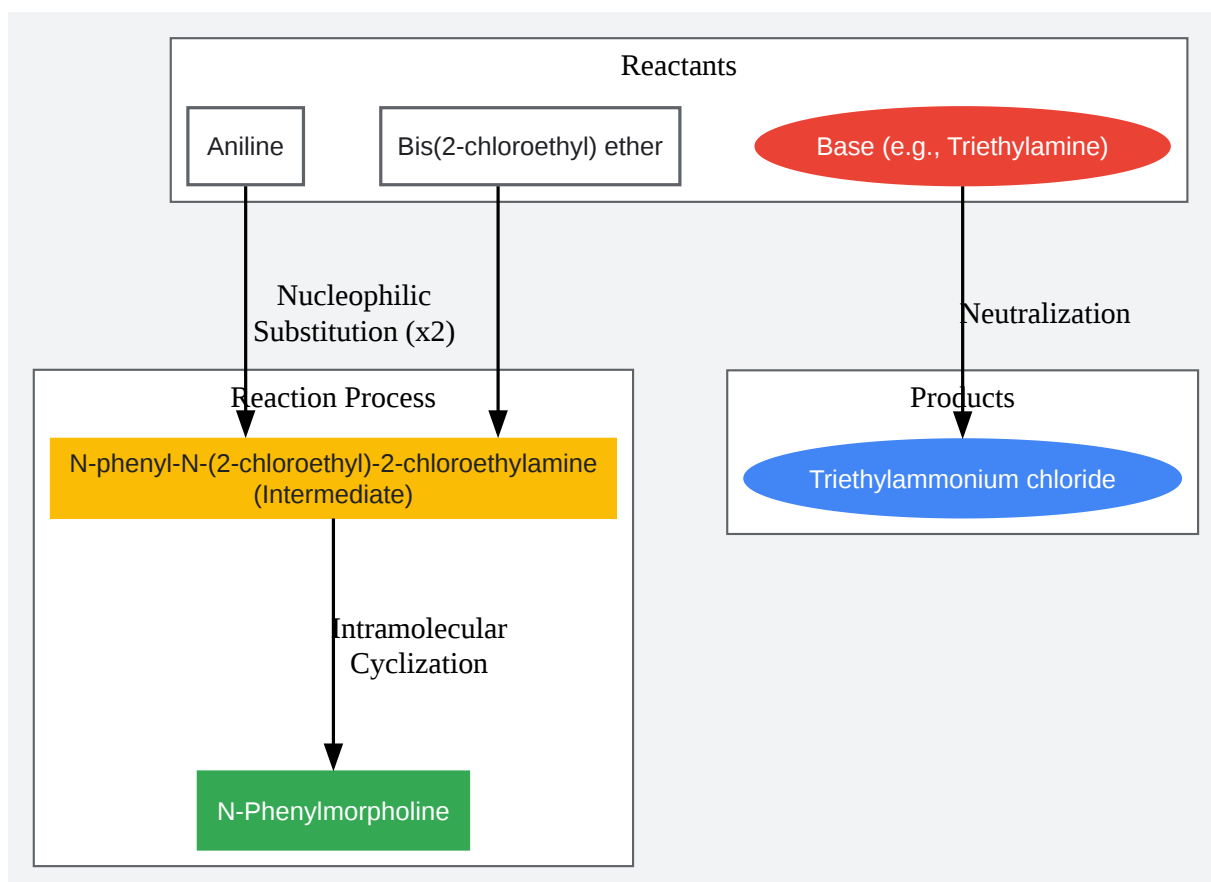 Reactants
Aniline
Bis(2-chloroethyl) ether
Base (e.g., Triethylamine)
Nucleophilic
Substitution (x2)
Neutralization
Reaction Process
Products
N-phenyl-N-(2-chloroethyl)-2-chloroethylamine
(Intermediate)
Triethylammonium chloride
Intramolecular
Cyclization
N-Phenylmorpholine